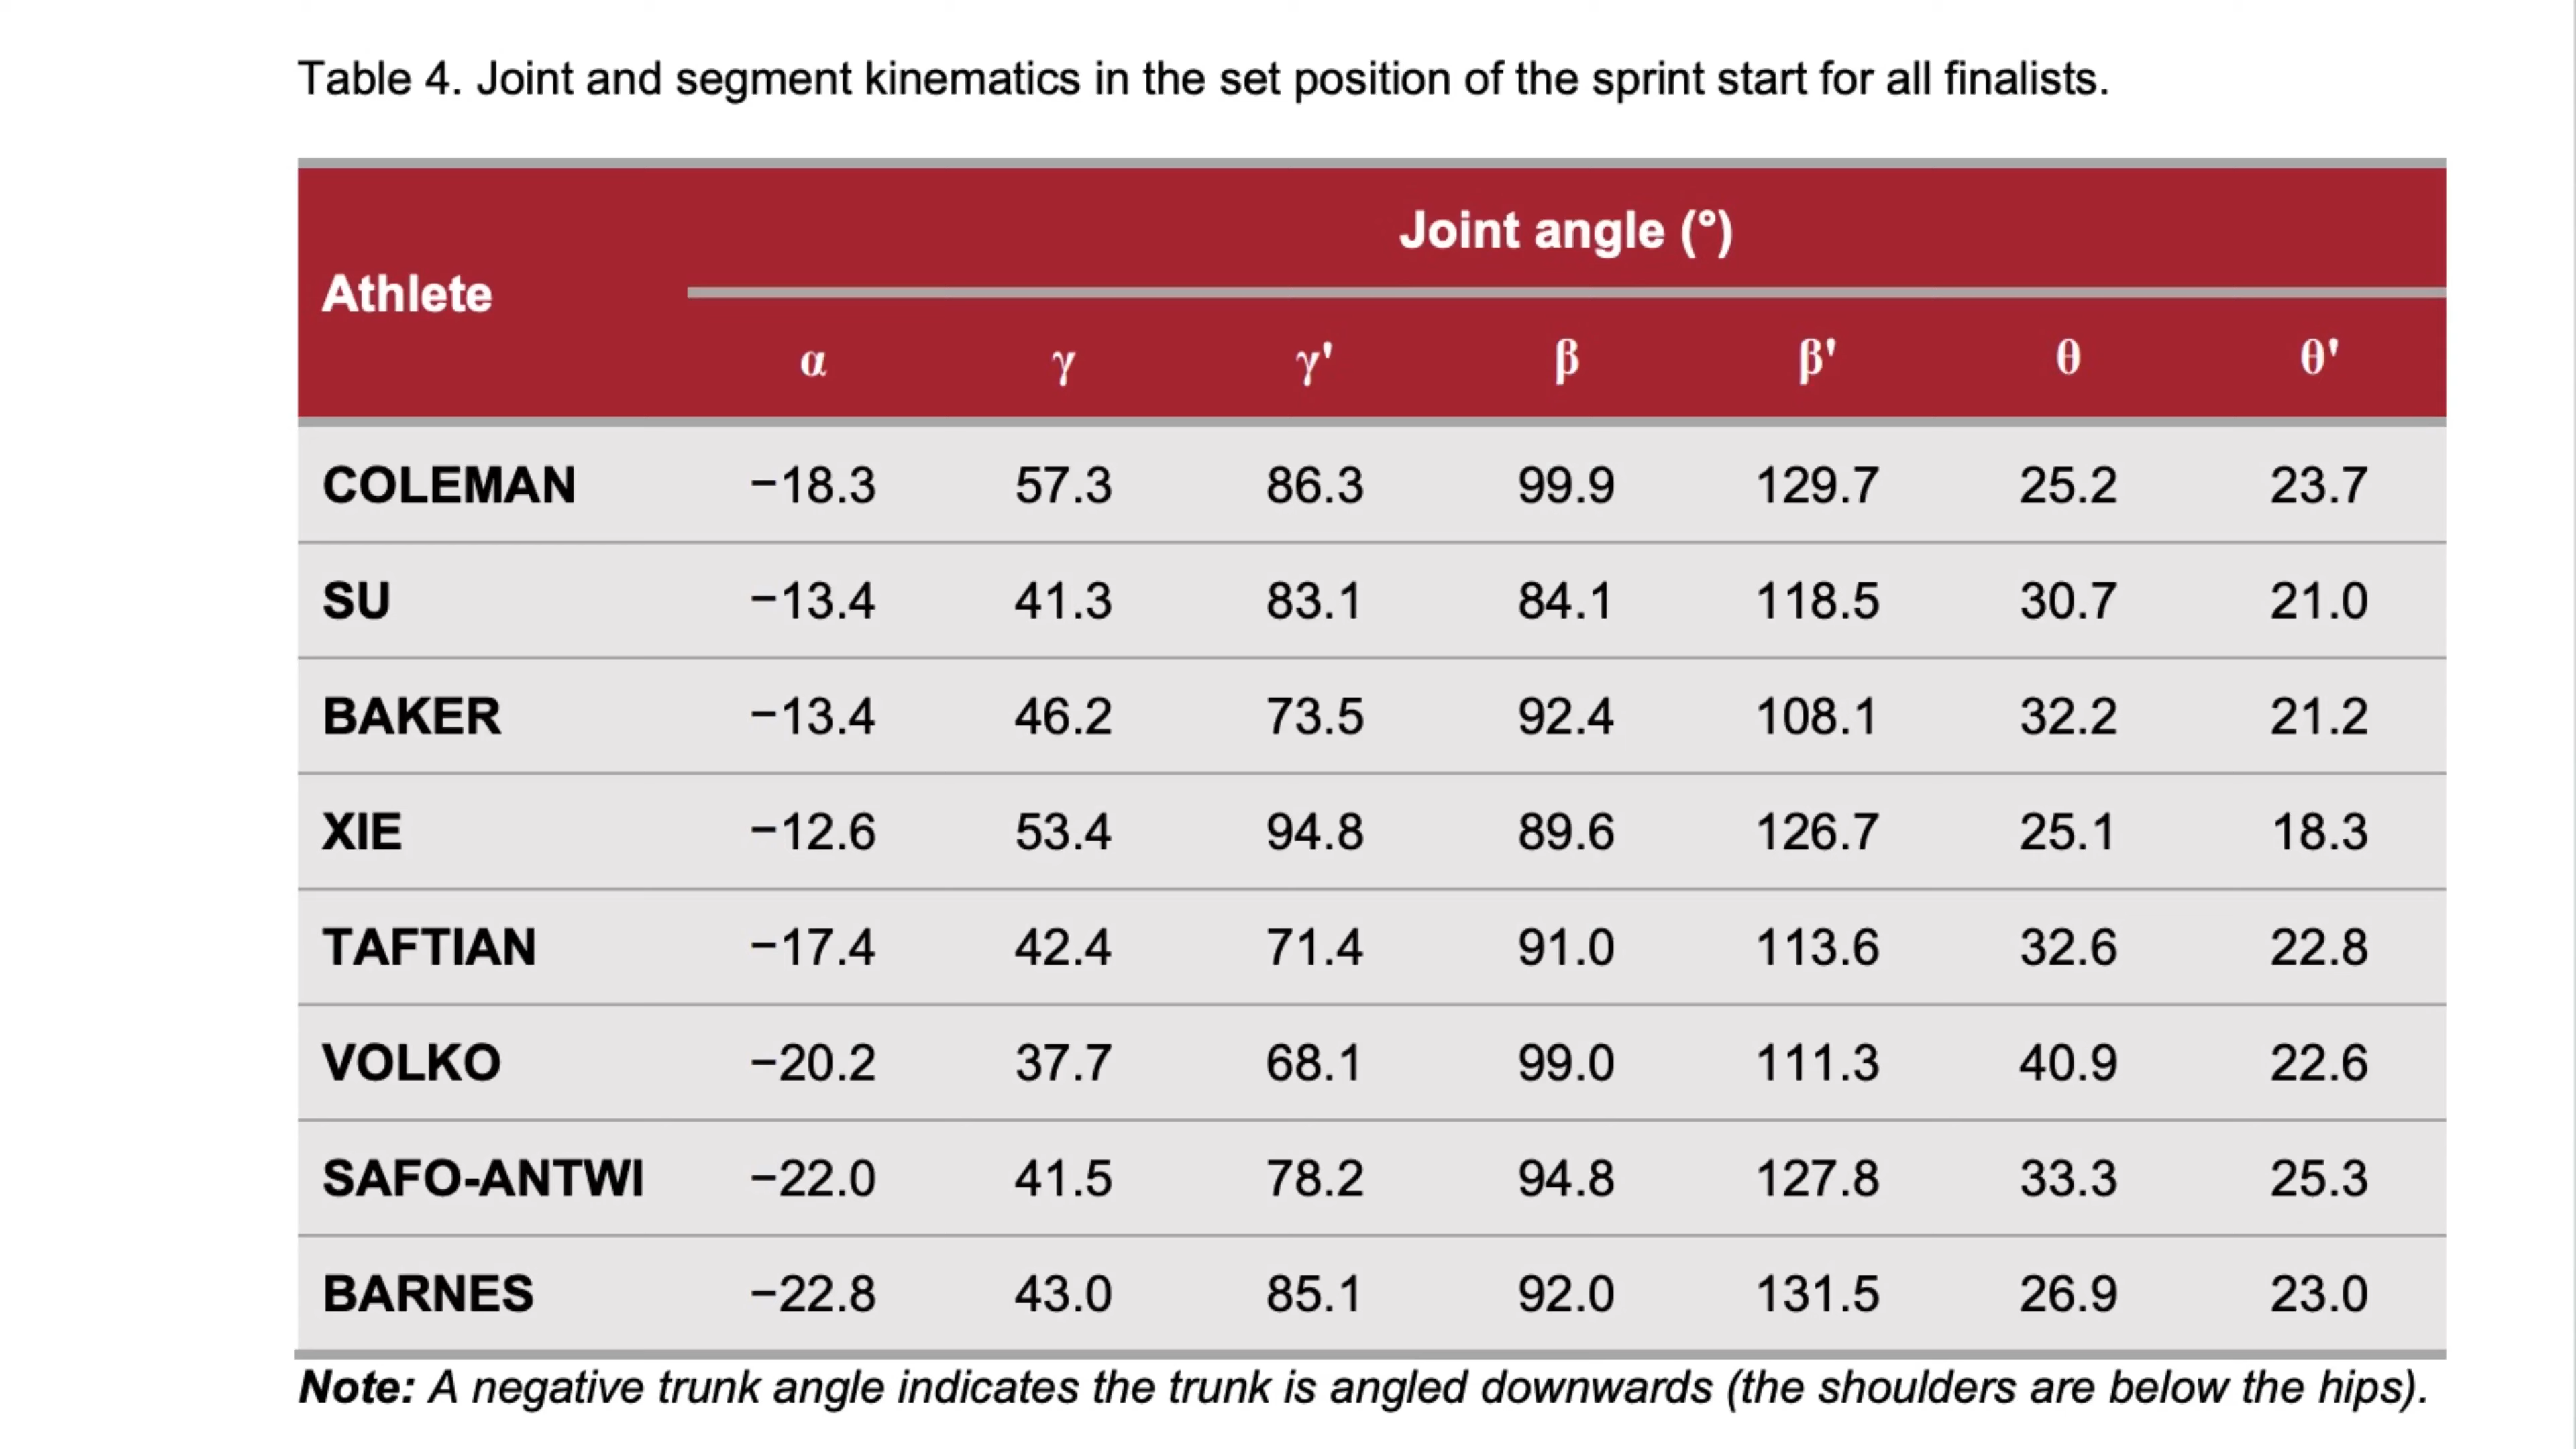 Table 4. Joint and segment kinematics in the set position of the sprint start for all finalists.
Joint angle (°)
Athlete
α γ γ' β β' θ θ'
COLEMAN −18.3 57.3 86.3 99.9 129.7 25.2 23.7
SU −13.4 41.3 83.1 84.1 118.5 30.7 21.0
BAKER −13.4 46.2 73.5 92.4 108.1 32.2 21.2
XIE −12.6 53.4 94.8 89.6 126.7 25.1 18.3
TAFTIAN −17.4 42.4 71.4 91.0 113.6 32.6 22.8
VOLKO −20.2 37.7 68.1 99.0 111.3 40.9 22.6
SAFO-ANTWI −22.0 41.5 78.2 94.8 127.8 33.3 25.3
BARNES −22.8 43.0 85.1 92.0 131.5 26.9 23.0
Note: A negative trunk angle indicates the trunk is angled downwards (the shoulders are below the hips).